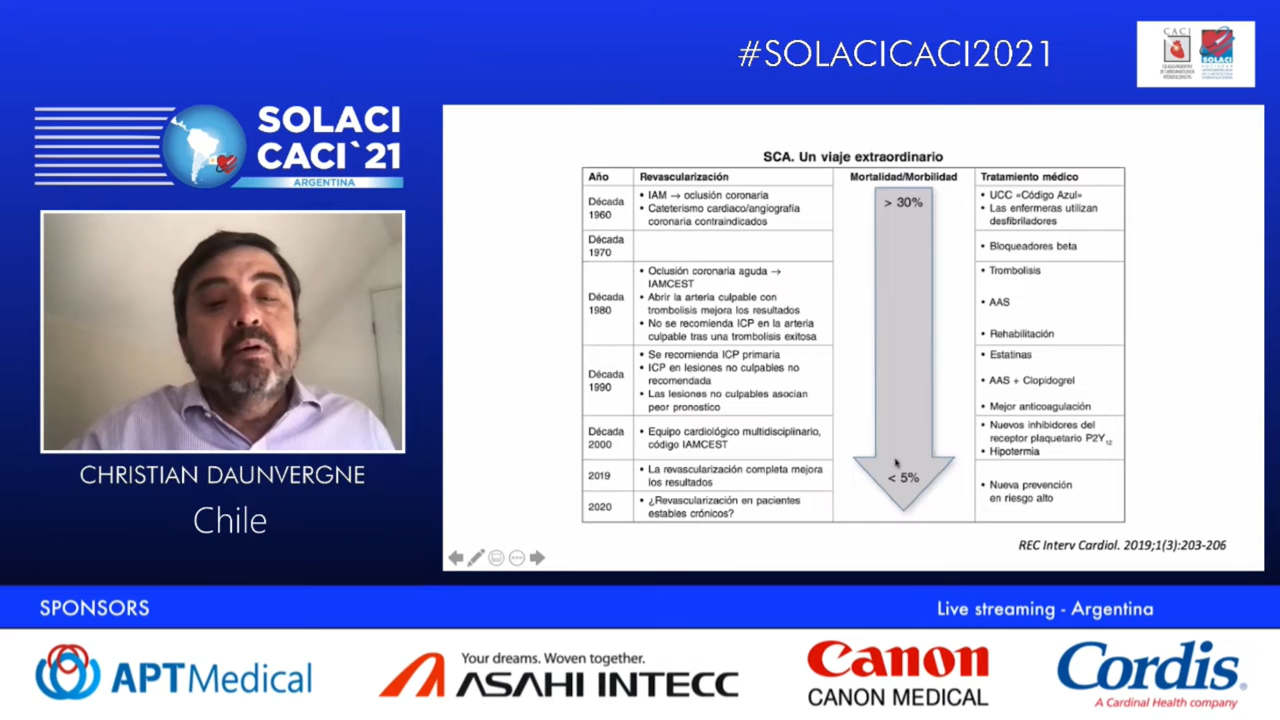 #SOLACICACI2021
CACI
SOLACI
SOLACI
CACI`21
ARGENTINA
CHRISTIAN DAUNVERGNE
Chile
SCA. Un viaje extraordinario
Año
Revascularización
Mortalidad/Morbilidad
Tratamiento médico
Década
1960
• IAM → oclusión coronaria
• Cateterismo cardiaco/angiografía
coronaria contraindicados
> 30%
• UCC «Código Azul»
• Las enfermeras utilizan
desfibriladores
Década
1970
• Bloqueadores beta
Década
1980
• Oclusión coronaria aguda →
IAMCEST
• Abrir la arteria culpable con
trombolisis mejora los resultados
• No se recomienda ICP en la arteria
culpable tras una trombolisis exitosa
• Trombolisis
• AAS
• Rehabilitación
Década
1990
• Se recomienda ICP primaria
• ICP en lesiones no culpables no
recomendada
• Las lesiones no culpables asocian
peor pronostico
• Estatinas
• AAS + Clopidogrel
• Mejor anticoagulación
Década
2000
• Equipo cardiológico multidisciplinario,
código IAMCEST
• Nuevos inhibidores del
receptor plaquetario P2Y12
• Hipotermia
2019
• La revascularización completa mejora
los resultados
< 5%
• Nueva prevención
en riesgo alto
2020
• ¿Revascularización en pacientes
estables crónicos?
REC Interv Cardiol. 2019;1(3):203-206
SPONSORS
Live streaming - Argentina
APTMedical
Your dreams. Woven together.
ASAHI INTECC
Canon
CANON MEDICAL
Cordis®
A Cardinal Health company